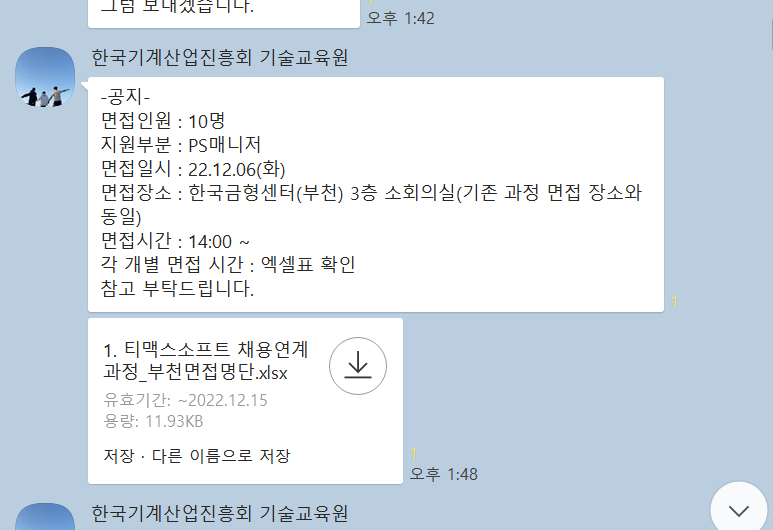 그럼 보내겠습니다.
오후 1:42
한국기계산업진흥회 기술교육원
-공지-
면접인원 : 10명
지원부분 : PS매니저
면접일시 : 22.12.06(화)
면접장소 : 한국금형센터(부천) 3층 소회의실(기존 과정 면접 장소와
동일)
면접시간 : 14:00 ~
각 개별 면접 시간 : 엑셀표 확인
참고 부탁드립니다.
1
1. 티맥스소프트 채용연계
과정_부천면접명단.xlsx
유효기간: ~2022.12.15
용량: 11.93KB
저장 · 다른 이름으로 저장
1
오후 1:48
한국기계산업진흥회 기술교육원